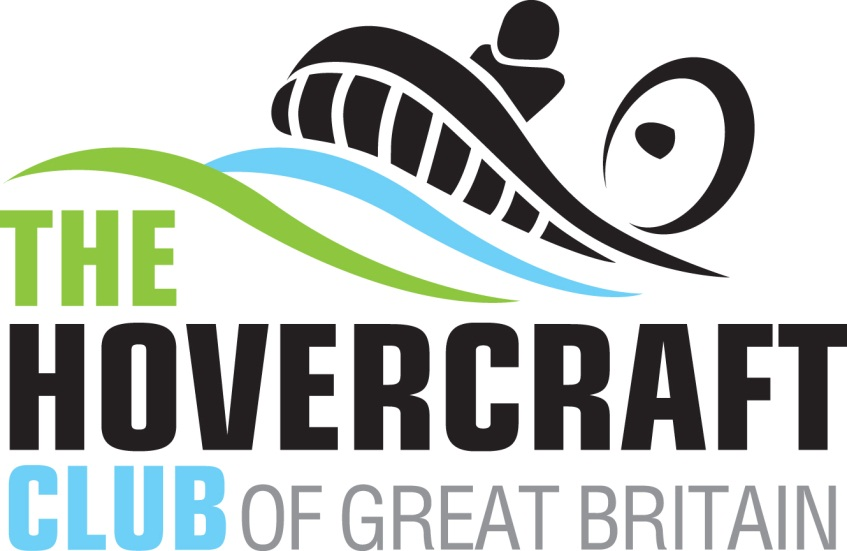 THE
HOVERCRAFT
CLUB OF GREAT BRITAIN